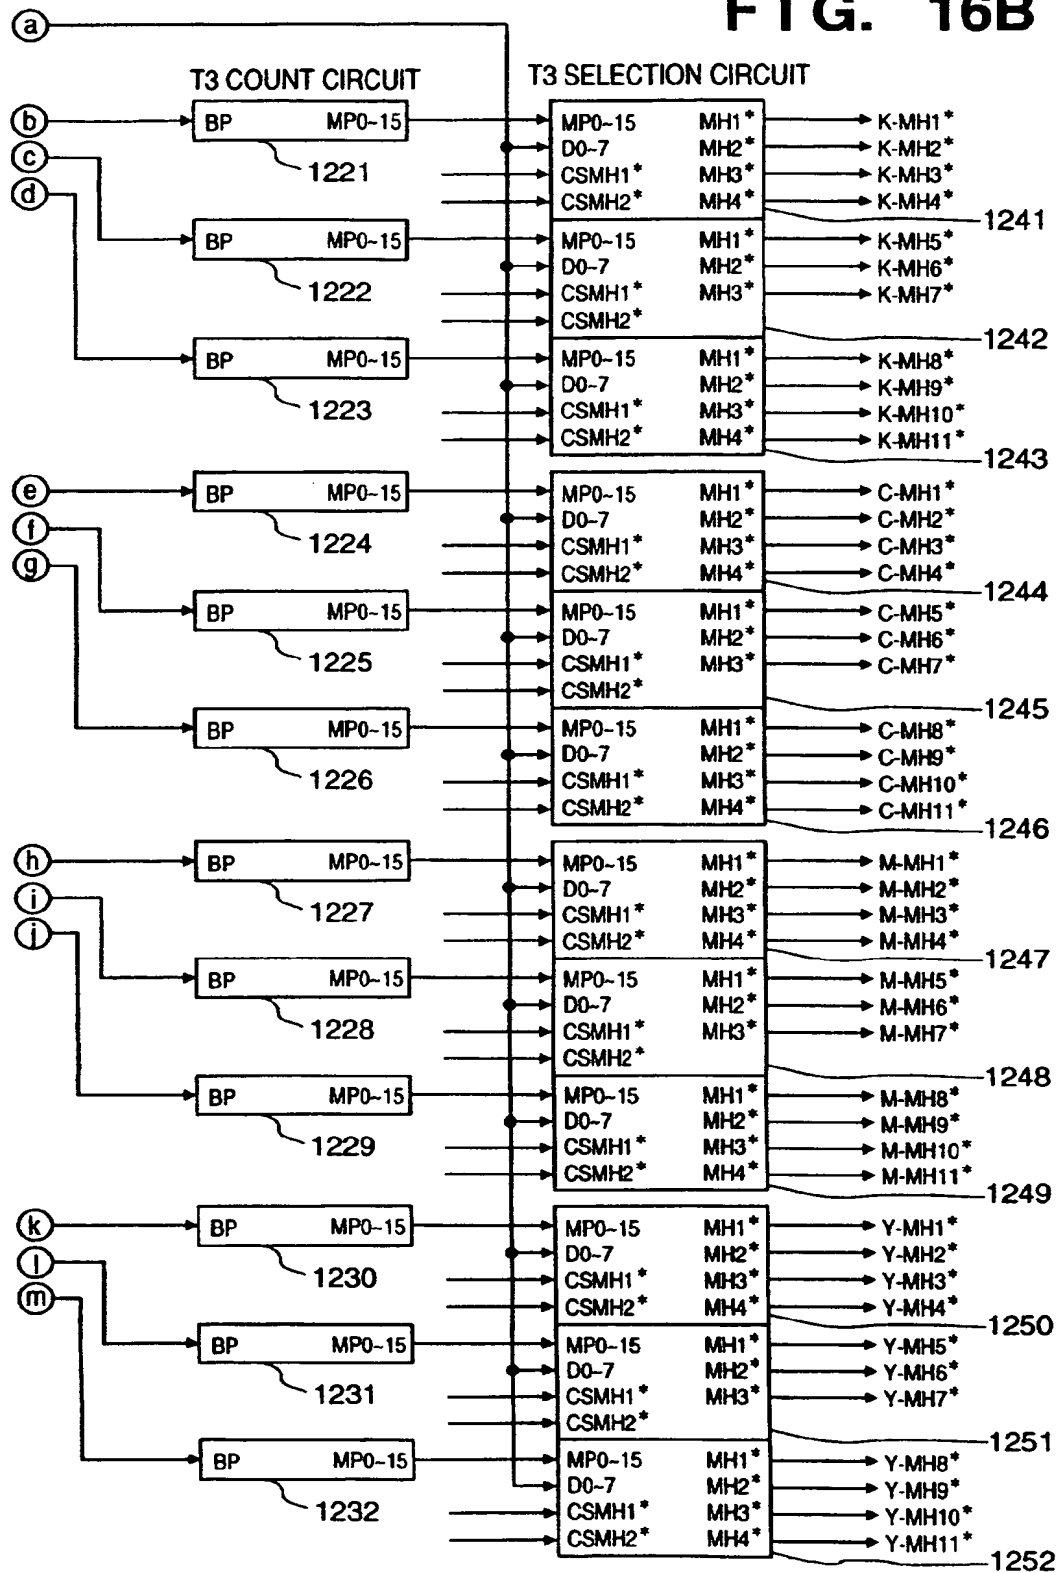 FIG. 16B
a
T3 COUNT CIRCUIT T3 SELECTION CIRCUIT
b BP MP0~15 MP0~15 MH1* K-MH1*
c 1221 D0~7 MH2* K-MH2*
d CSMH1* MH3* K-MH3*
CSMH2* MH4* K-MH4*
1241
BP MP0~15 MP0~15 MH1* K-MH5*
1222 D0~7 MH2* K-MH6*
CSMH1* MH3* K-MH7*
CSMH2*
1242
BP MP0~15 MP0~15 MH1* K-MH8*
1223 D0~7 MH2* K-MH9*
CSMH1* MH3* K-MH10*
CSMH2* MH4* K-MH11*
1243
e BP MP0~15 MP0~15 MH1* C-MH1*
f 1224 D0~7 MH2* C-MH2*
g CSMH1* MH3* C-MH3*
CSMH2* MH4* C-MH4*
1244
BP MP0~15 MP0~15 MH1* C-MH5*
1225 D0~7 MH2* C-MH6*
CSMH1* MH3* C-MH7*
CSMH2*
1245
BP MP0~15 MP0~15 MH1* C-MH8*
1226 D0~7 MH2* C-MH9*
CSMH1* MH3* C-MH10*
CSMH2* MH4* C-MH11*
1246
h BP MP0~15 MP0~15 MH1* M-MH1*
i 1227 D0~7 MH2* M-MH2*
j CSMH1* MH3* M-MH3*
CSMH2* MH4* M-MH4*
1247
BP MP0~15 MP0~15 MH1* M-MH5*
1228 D0~7 MH2* M-MH6*
CSMH1* MH3* M-MH7*
CSMH2*
1248
BP MP0~15 MP0~15 MH1* M-MH8*
1229 D0~7 MH2* M-MH9*
CSMH1* MH3* M-MH10*
CSMH2* MH4* M-MH11*
1249
k BP MP0~15 MP0~15 MH1* Y-MH1*
l 1230 D0~7 MH2* Y-MH2*
m CSMH1* MH3* Y-MH3*
CSMH2* MH4* Y-MH4*
1250
BP MP0~15 MP0~15 MH1* Y-MH5*
1231 D0~7 MH2* Y-MH6*
CSMH1* MH3* Y-MH7*
CSMH2*
1251
BP MP0~15 MP0~15 MH1* Y-MH8*
1232 D0~7 MH2* Y-MH9*
CSMH1* MH3* Y-MH10*
CSMH2* MH4* Y-MH11*
1252